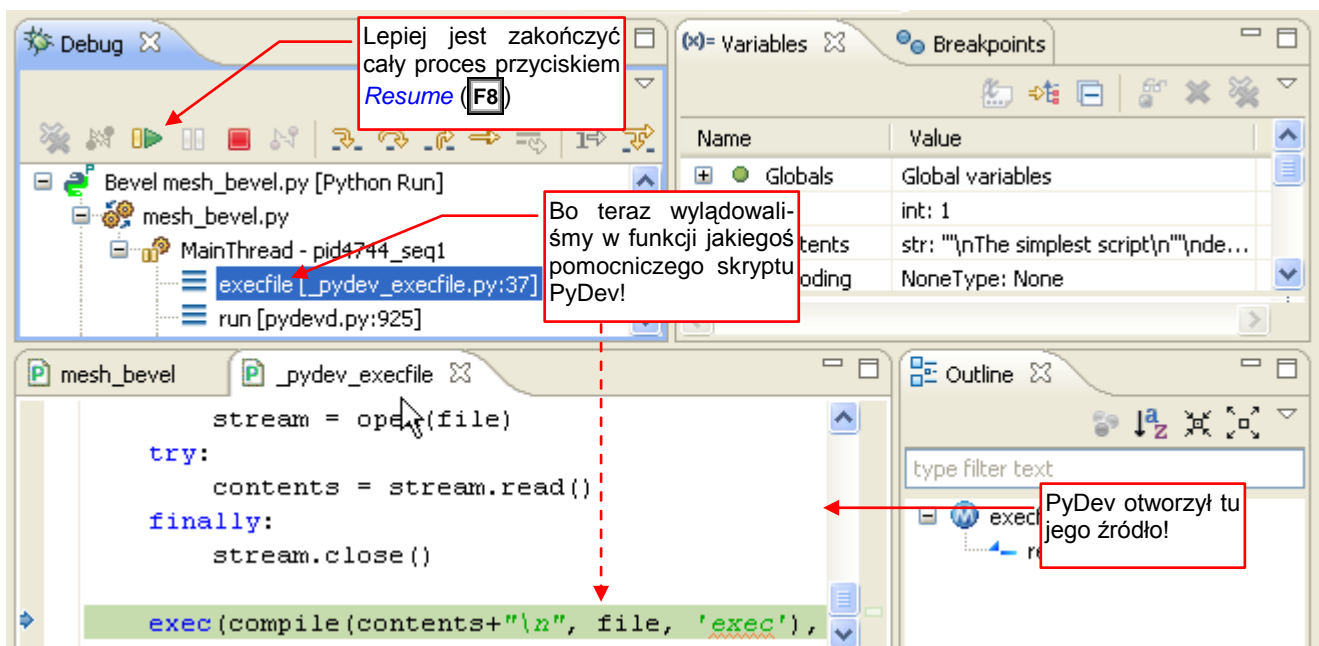 Debug
Lepiej jest zakończyć
cały proces przyciskiem
Resume (F8)
(x)= Variables
Breakpoints
Name Value
Bevel mesh_bevel.py [Python Run]
Globals Global variables
mesh_bevel.py
int: 1
Bo teraz wylądowali-
śmy w funkcji jakiegoś
pomocniczego skryptu
PyDev!
MainThread - pid4744_seq1
str: ""\nThe simplest script\n""\nde...
execfile [_pydev_execfile.py:37]
NoneType: None
run [pydevd.py:925]
mesh_bevel
_pydev_execfile
Outline
stream = open(file)
try:
contents = stream.read()
finally:
stream.close()
exec(compile(contents+"\n", file, 'exec'),
type filter text
PyDev otworzył tu
jego źródło!